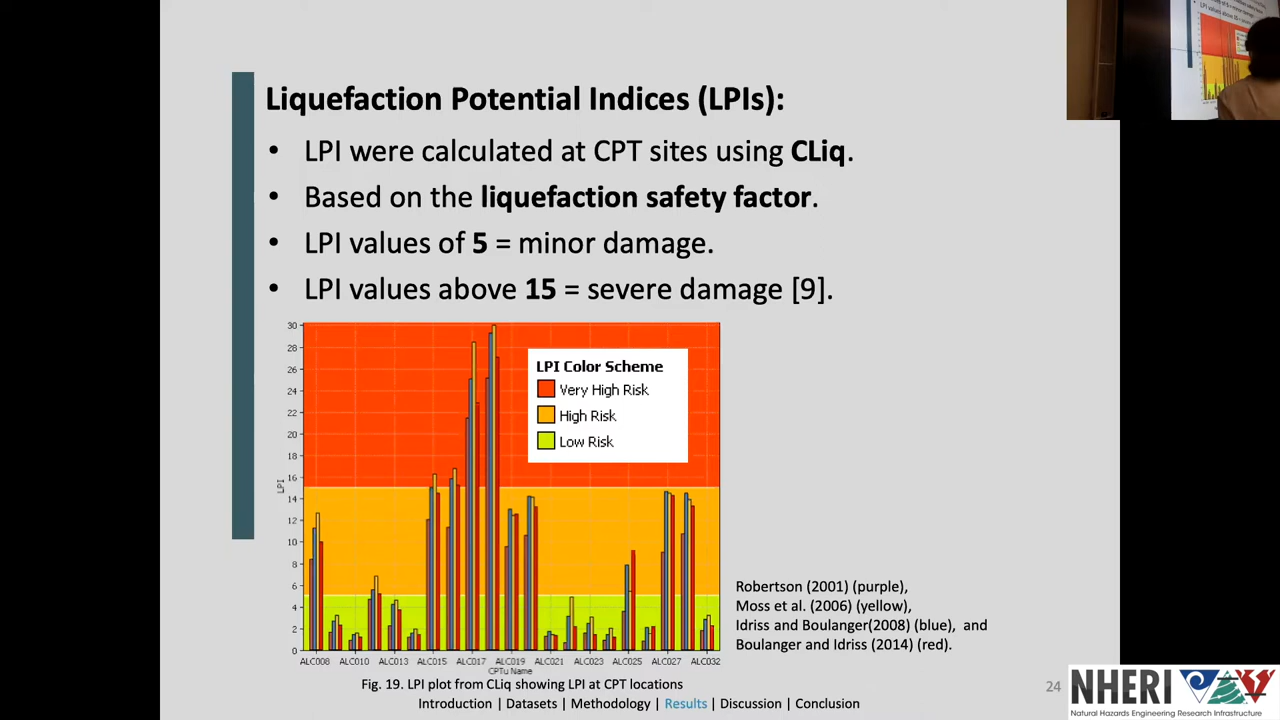 Liquefaction Potential Indices (LPIs):
• LPI were calculated at CPT sites using CLiq.
• Based on the liquefaction safety factor.
• LPI values of 5 = minor damage.
• LPI values above 15 = severe damage [9].
30
28
26
24
22
20
18
16
14
12
10
8
6
4
2
0
LPI
LPI Color Scheme
Very High Risk
High Risk
Low Risk
ALC008 ALC010 ALC013 ALC015 ALC017 ALC019 ALC021 ALC023 ALC025 ALC027 ALC032
CPTu Name
Robertson (2001) (purple),
Moss et al. (2006) (yellow),
Idriss and Boulanger(2008) (blue), and
Boulanger and Idriss (2014) (red).
Fig. 19. LPI plot from CLiq showing LPI at CPT locations
Introduction | Datasets | Methodology | Results | Discussion | Conclusion
24
NHERI
Natural Hazards Engineering Research Infrastructure